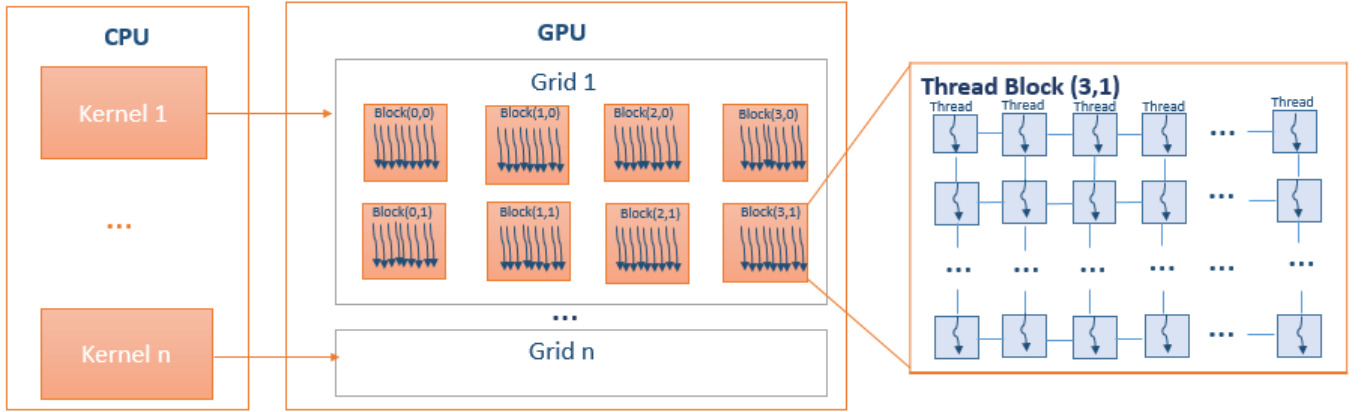 CPU
Kernel 1
...
Kernel n
GPU
Grid 1
Block(0,0) Block(1,0) Block(2,0) Block(3,0)
Block(0,1) Block(1,1) Block(2,1) Block(3,1)
...
Grid n
Thread Block (3,1)
Thread Thread Thread Thread Thread
...
...
... ... ... ... ... ...
...